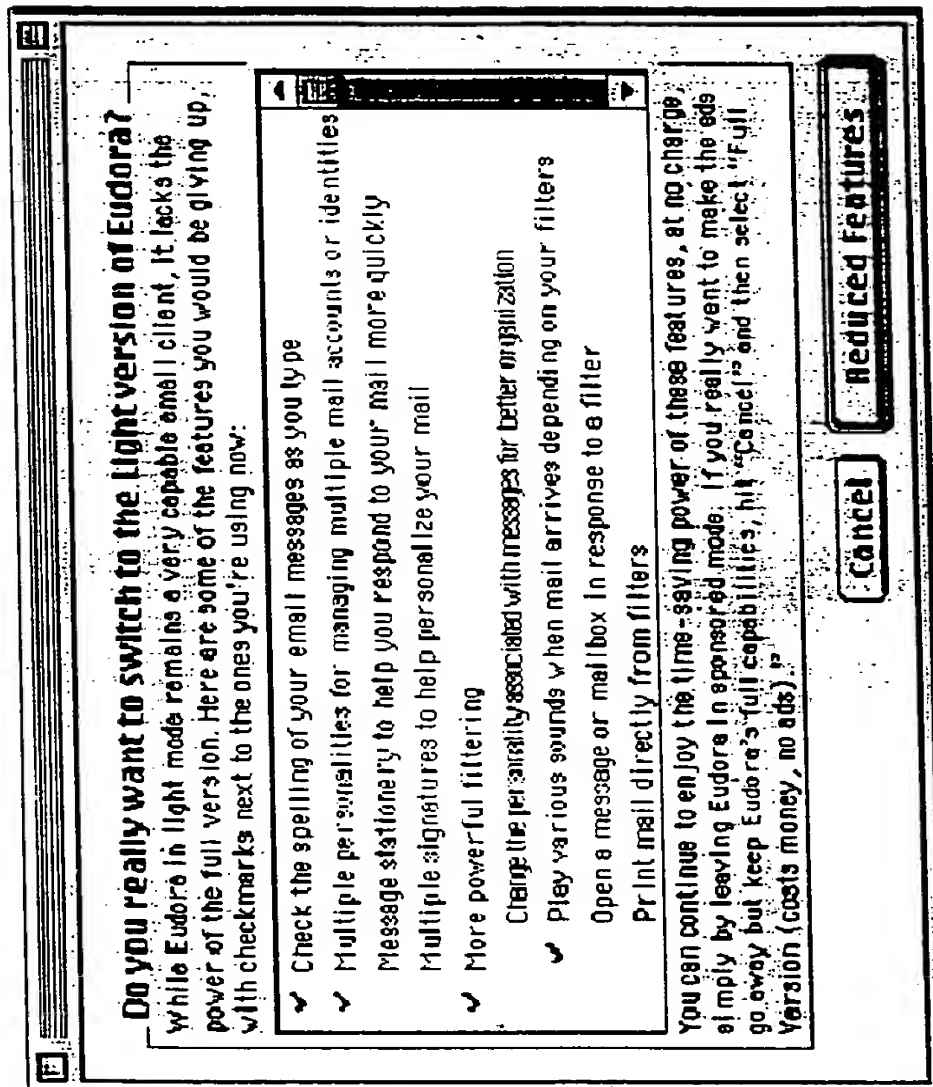 Do you really want to switch to the Light version of Eudora?
While Eudora in light mode remains a very capable email client, it lacks the
power of the full version. Here are some of the features you would be giving up,
with checkmarks next to the ones you're using now:
✓ Check the spelling of your email messages as you type
✓ Multiple personalities for managing multiple mail accounts or identities
Message stationery to help you respond to your mail more quickly
Multiple signatures to help personalize your mail
✓ More powerful filtering
Change the personality associated with messages for better organization
✓ Play various sounds when mail arrives depending on your filters
Open a message or mailbox in response to a filter
Print mail directly from filters
You can continue to enjoy the time-saving power of these features, at no charge,
simply by leaving Eudora in sponsored mode. If you really want to make the ads
go away but keep Eudora's full capabilities, hit "Cancel" and then select "Full
Version (costs money, no ads)."
Cancel
Reduced Features